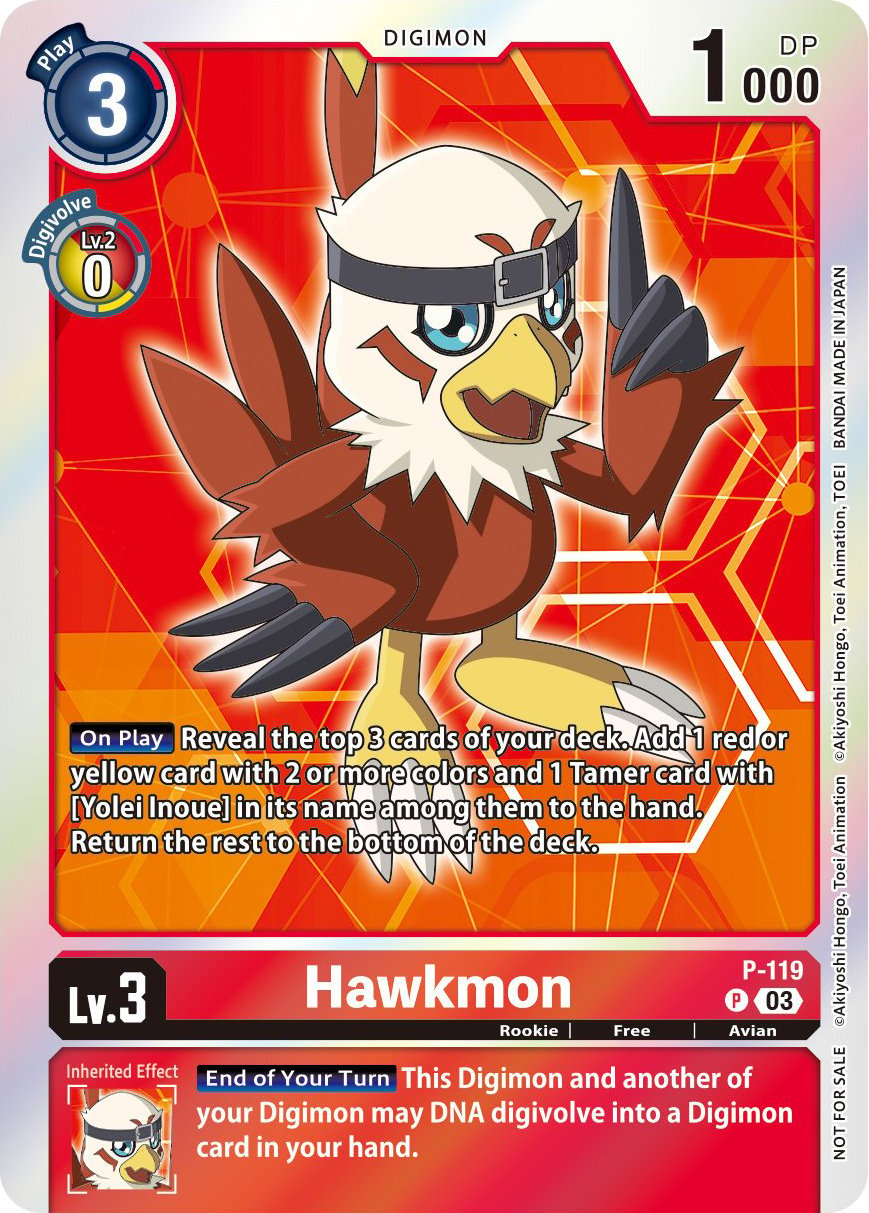 DIGIMON
Play
3
DP
1000
Digivolve
Lv.2
0
On Play Reveal the top 3 cards of your deck. Add 1 red or
yellow card with 2 or more colors and 1 Tamer card with
[Yolei Inoue] in its name among them to the hand.
Return the rest to the bottom of the deck.
©Akiyoshi Hongo, Toei Animation, TOEI BANDAI MADE IN JAPAN
Lv.3
Hawkmon
P-119
P 03
Rookie | Free | Avian
©Akiyoshi Hongo, Toei Animation
NOT FOR SALE
Inherited Effect
End of Your Turn This Digimon and another of
your Digimon may DNA digivolve into a Digimon
card in your hand.